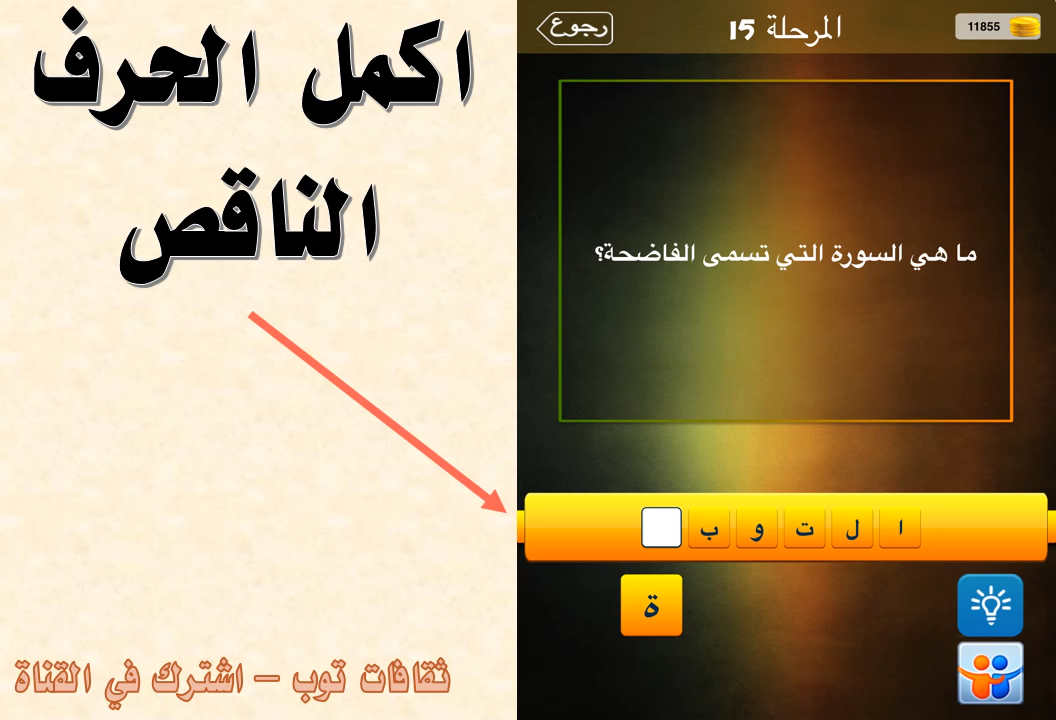 اكمل الحرف
الناقص
ثقافات توب – اشترك في القناة
رجوع
المرحلة 15
11855
ما هي السورة التي تسمى الفاضحة؟
ا ل ت و ب
ة